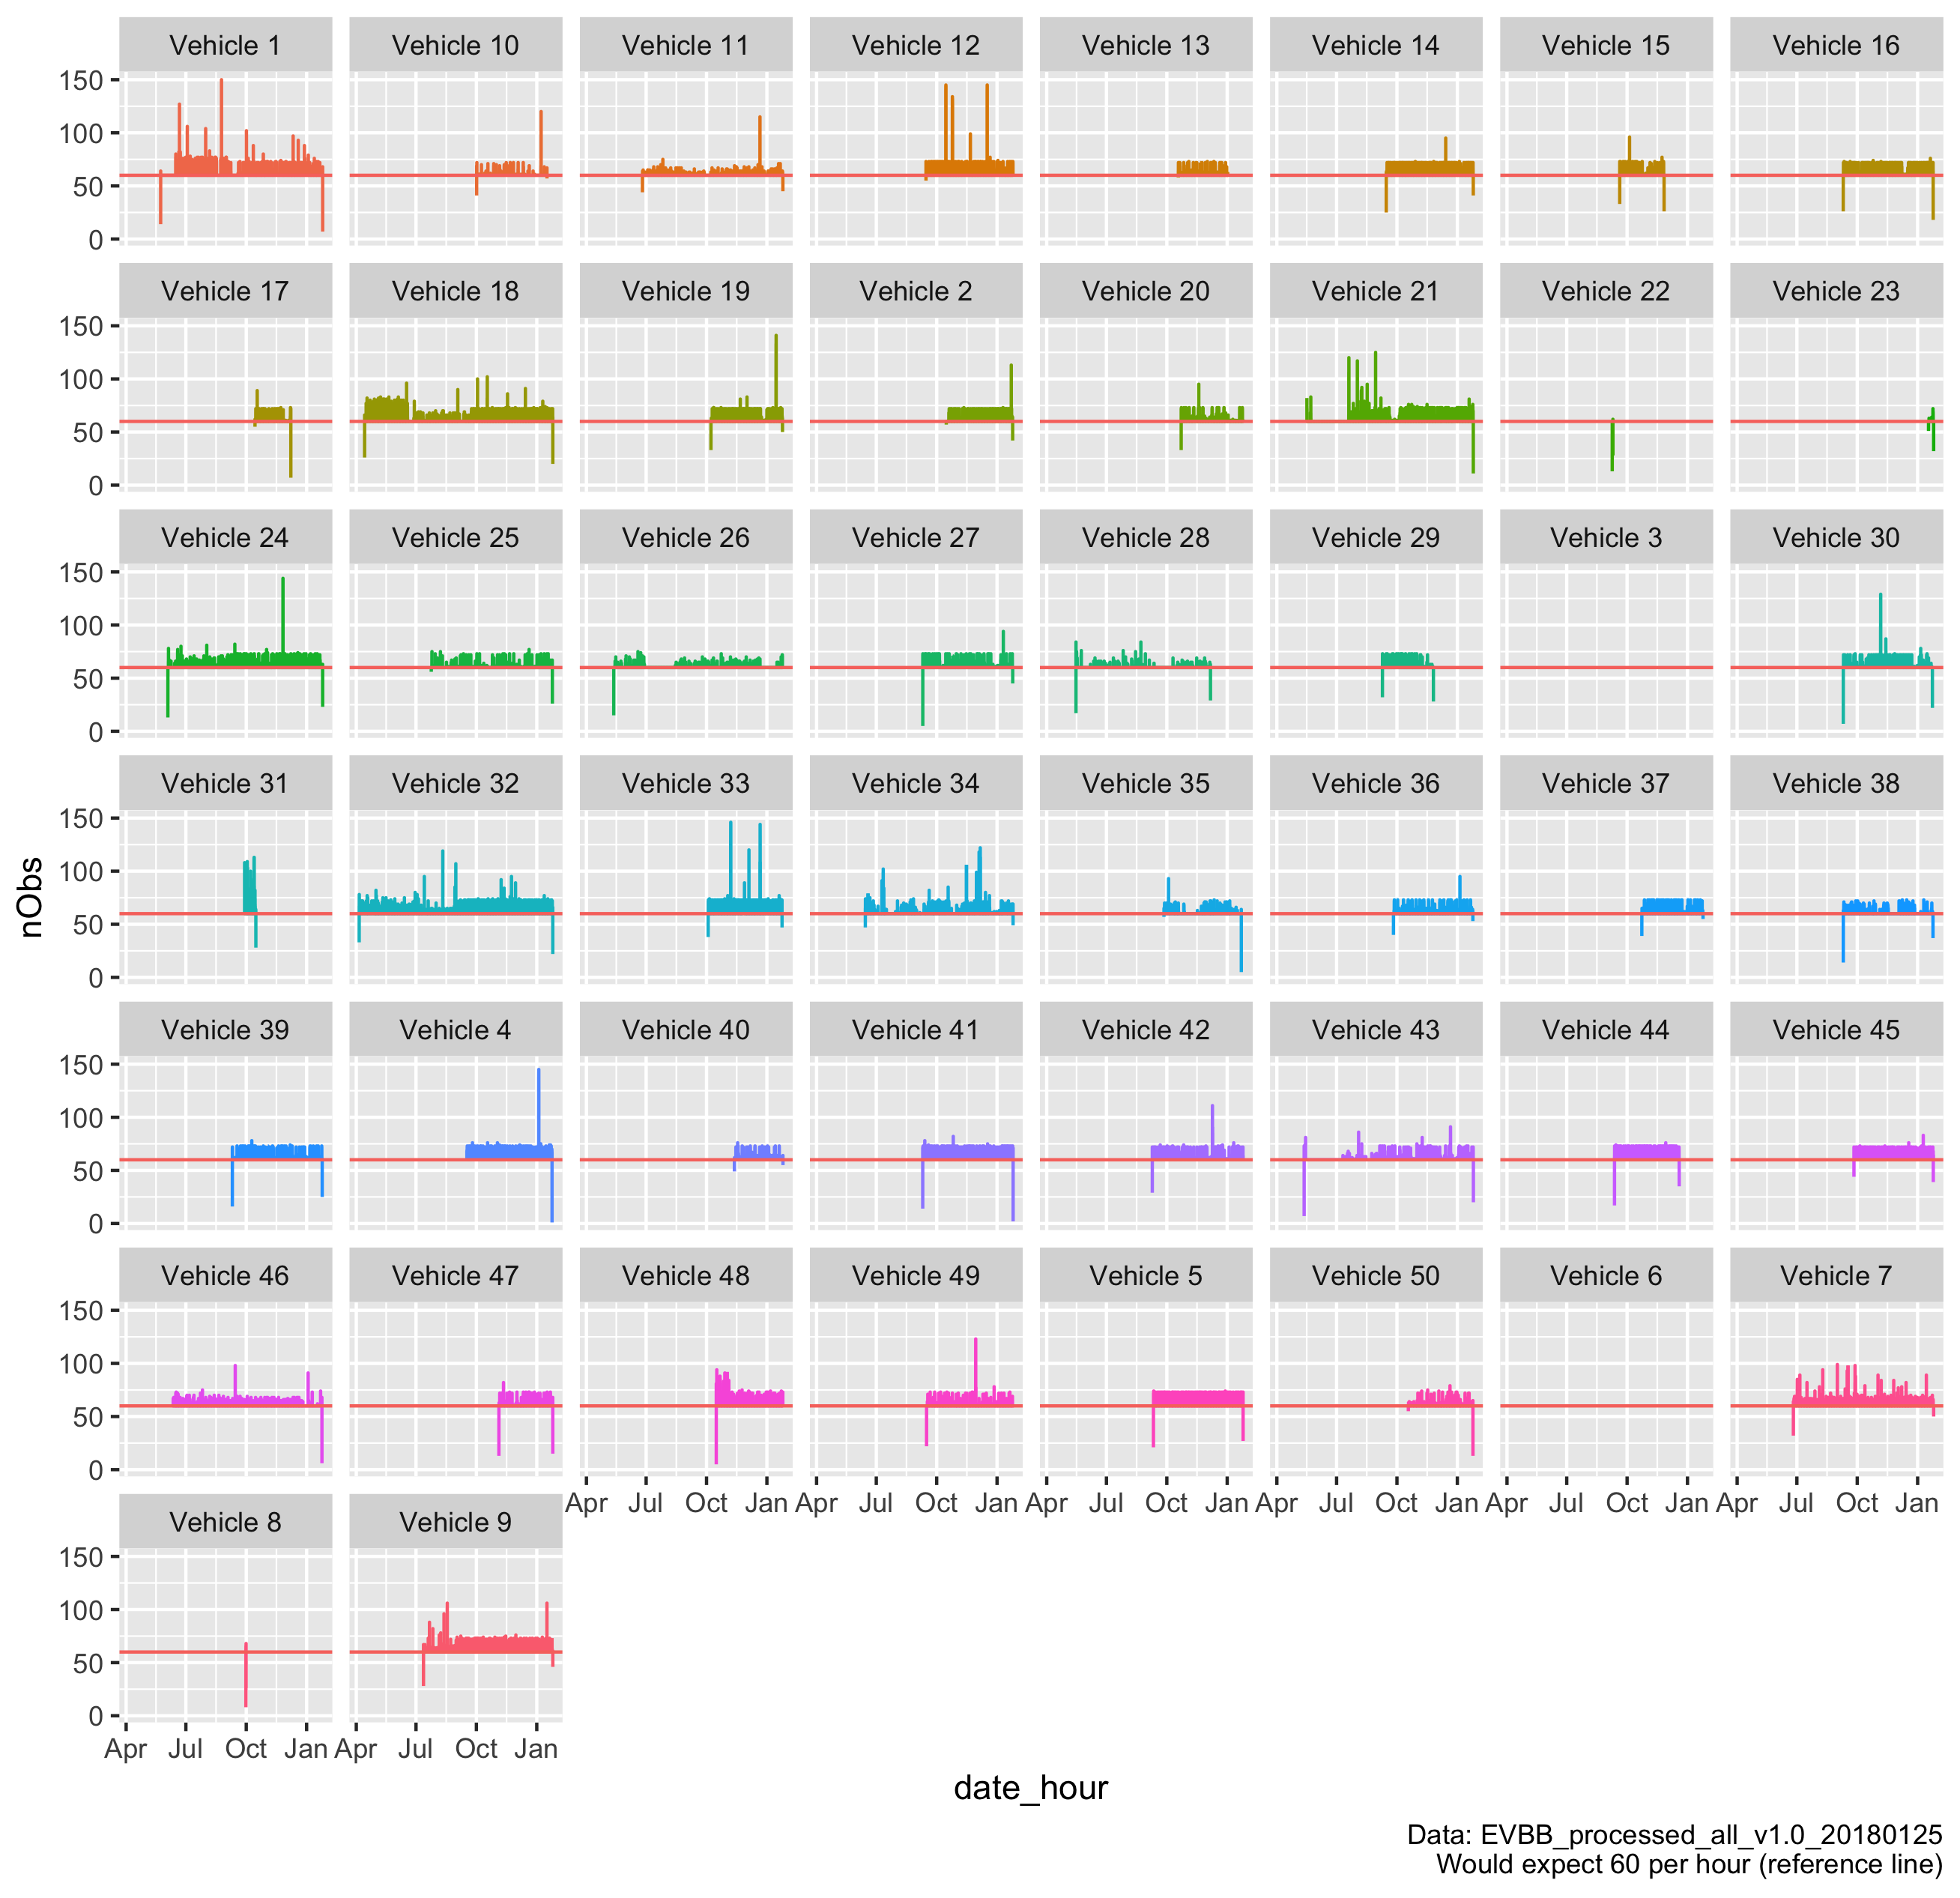 Vehicle 1 Vehicle 10 Vehicle 11 Vehicle 12 Vehicle 13 Vehicle 14 Vehicle 15 Vehicle 16
150
100
50
0
Vehicle 17 Vehicle 18 Vehicle 19 Vehicle 2 Vehicle 20 Vehicle 21 Vehicle 22 Vehicle 23
150
100
50
0
Vehicle 24 Vehicle 25 Vehicle 26 Vehicle 27 Vehicle 28 Vehicle 29 Vehicle 3 Vehicle 30
150
100
50
0
Vehicle 31 Vehicle 32 Vehicle 33 Vehicle 34 Vehicle 35 Vehicle 36 Vehicle 37 Vehicle 38
150
100
50
0
nObs
Vehicle 39 Vehicle 4 Vehicle 40 Vehicle 41 Vehicle 42 Vehicle 43 Vehicle 44 Vehicle 45
150
100
50
0
Vehicle 46 Vehicle 47 Vehicle 48 Vehicle 49 Vehicle 5 Vehicle 50 Vehicle 6 Vehicle 7
150
100
50
0
Apr Jul Oct Jan Apr Jul Oct Jan Apr Jul Oct Jan Apr Jul Oct Jan Apr Jul Oct Jan Apr Jul Oct Jan
Vehicle 8 Vehicle 9
150
100
50
0
Apr Jul Oct Jan Apr Jul Oct Jan
date_hour
Data: EVBB_processed_all_v1.0_20180125
Would expect 60 per hour (reference line)